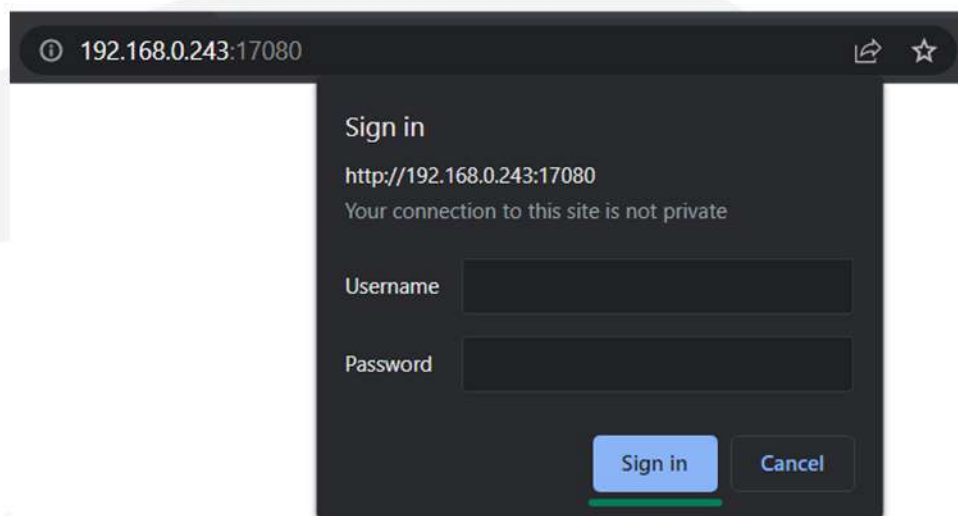 192.168.0.243:17080
Sign in
http://192.168.0.243:17080
Your connection to this site is not private
Username
Password
Sign in Cancel